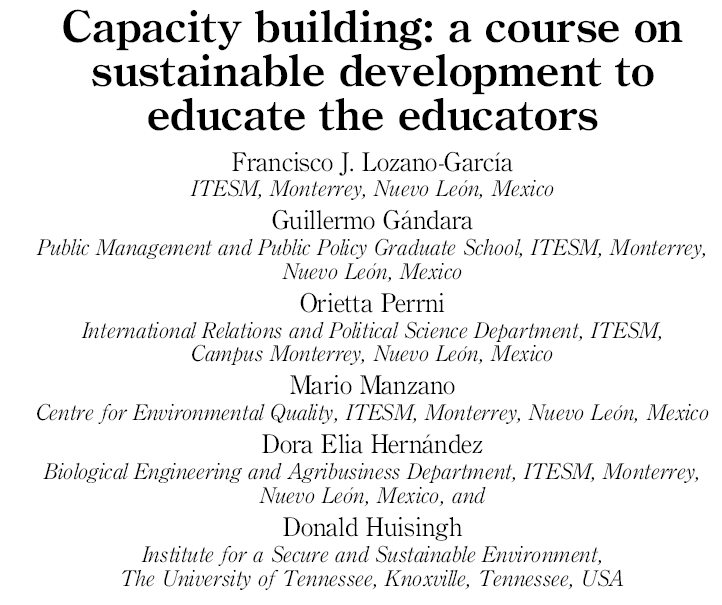 Capacity building: a course on
sustainable development to
educate the educators
Francisco J. Lozano-García
ITESM, Monterrey, Nuevo León, Mexico
Guillermo Gándara
Public Management and Public Policy Graduate School, ITESM, Monterrey,
Nuevo León, Mexico
Orietta Perrni
International Relations and Political Science Department, ITESM,
Campus Monterrey, Nuevo León, Mexico
Mario Manzano
Centre for Environmental Quality, ITESM, Monterrey, Nuevo León, Mexico
Dora Elia Hernández
Biological Engineering and Agribusiness Department, ITESM, Monterrey,
Nuevo León, Mexico, and
Donald Huisingh
Institute for a Secure and Sustainable Environment,
The University of Tennessee, Knoxville, Tennessee, USA